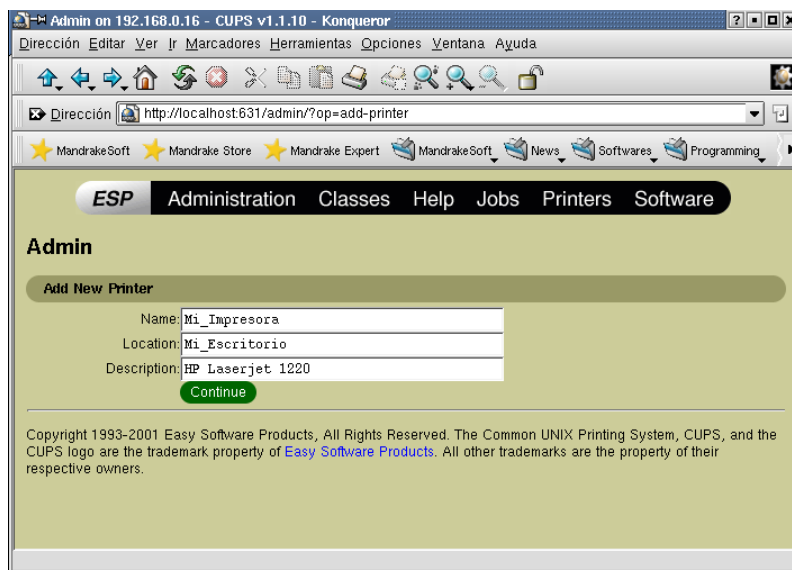 Admin on 192.168.0.16 - CUPS v1.1.10 - Konqueror
Dirección Editar Ver Ir Marcadores Herramientas Opciones Ventana Ayuda
Dirección http://localhost:631/admin/?op=add-printer
MandrakeSoft Mandrake Store Mandrake Expert MandrakeSoft News Softwares Programming
ESP Administration Classes Help Jobs Printers Software
Admin
Add New Printer
Name: Mi_Impresora
Location: Mi_Escritorio
Description: HP Laserjet 1220
Continue
Copyright 1993-2001 Easy Software Products, All Rights Reserved. The Common UNIX Printing System, CUPS, and the
CUPS logo are the trademark property of Easy Software Products. All other trademarks are the property of their
respective owners.